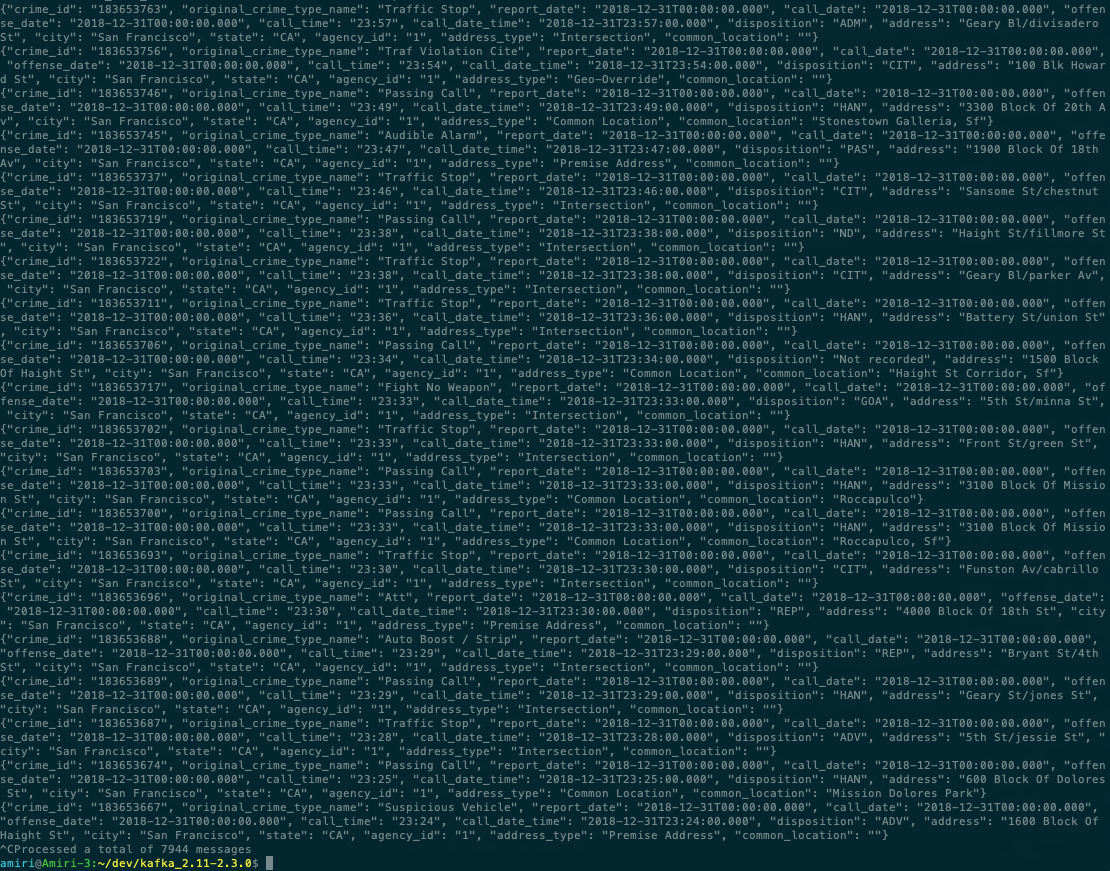 {"crime_id": "183653763", "original_crime_type_name": "Traffic Stop", "report_date": "2018-12-31T00:00:00.000", "call_date": "2018-12-31T00:00:00.000", "offen
se_date": "2018-12-31T00:00:00.000", "call_time": "23:57", "call_date_time": "2018-12-31T23:57:00.000", "disposition": "ADM", "address": "Geary Bl/divisadero
St", "city": "San Francisco", "state": "CA", "agency_id": "1", "address_type": "Intersection", "common_location": ""}
{"crime_id": "183653756", "original_crime_type_name": "Traf Violation Cite", "report_date": "2018-12-31T00:00:00.000", "call_date": "2018-12-31T00:00:00.000",
"offense_date": "2018-12-31T00:00:00.000", "call_time": "23:54", "call_date_time": "2018-12-31T23:54:00.000", "disposition": "CIT", "address": "100 Blk Howar
d St", "city": "San Francisco", "state": "CA", "agency_id": "1", "address_type": "Geo-Override", "common_location": ""}
{"crime_id": "183653746", "original_crime_type_name": "Passing Call", "report_date": "2018-12-31T00:00:00.000", "call_date": "2018-12-31T00:00:00.000", "offen
se_date": "2018-12-31T00:00:00.000", "call_time": "23:49", "call_date_time": "2018-12-31T23:49:00.000", "disposition": "HAN", "address": "3300 Block Of 20th A
v", "city": "San Francisco", "state": "CA", "agency_id": "1", "address_type": "Common Location", "common_location": "Stonestown Galleria, Sf"}
{"crime_id": "183653745", "original_crime_type_name": "Audible Alarm", "report_date": "2018-12-31T00:00:00.000", "call_date": "2018-12-31T00:00:00.000", "offe
nse_date": "2018-12-31T00:00:00.000", "call_time": "23:47", "call_date_time": "2018-12-31T23:47:00.000", "disposition": "PAS", "address": "1900 Block Of 18th
Av", "city": "San Francisco", "state": "CA", "agency_id": "1", "address_type": "Premise Address", "common_location": ""}
{"crime_id": "183653737", "original_crime_type_name": "Traffic Stop", "report_date": "2018-12-31T00:00:00.000", "call_date": "2018-12-31T00:00:00.000", "offen
se_date": "2018-12-31T00:00:00.000", "call_time": "23:46", "call_date_time": "2018-12-31T23:46:00.000", "disposition": "CIT", "address": "Sansome St/chestnut
St", "city": "San Francisco", "state": "CA", "agency_id": "1", "address_type": "Intersection", "common_location": ""}
{"crime_id": "183653719", "original_crime_type_name": "Passing Call", "report_date": "2018-12-31T00:00:00.000", "call_date": "2018-12-31T00:00:00.000", "offen
se_date": "2018-12-31T00:00:00.000", "call_time": "23:38", "call_date_time": "2018-12-31T23:38:00.000", "disposition": "ND", "address": "Haight St/fillmore St
", "city": "San Francisco", "state": "CA", "agency_id": "1", "address_type": "Intersection", "common_location": ""}
{"crime_id": "183653722", "original_crime_type_name": "Traffic Stop", "report_date": "2018-12-31T00:00:00.000", "call_date": "2018-12-31T00:00:00.000", "offen
se_date": "2018-12-31T00:00:00.000", "call_time": "23:38", "call_date_time": "2018-12-31T23:38:00.000", "disposition": "CIT", "address": "Geary Bl/parker Av",
"city": "San Francisco", "state": "CA", "agency_id": "1", "address_type": "Intersection", "common_location": ""}
{"crime_id": "183653711", "original_crime_type_name": "Traffic Stop", "report_date": "2018-12-31T00:00:00.000", "call_date": "2018-12-31T00:00:00.000", "offen
se_date": "2018-12-31T00:00:00.000", "call_time": "23:36", "call_date_time": "2018-12-31T23:36:00.000", "disposition": "HAN", "address": "Battery St/union St"
, "city": "San Francisco", "state": "CA", "agency_id": "1", "address_type": "Intersection", "common_location": ""}
{"crime_id": "183653706", "original_crime_type_name": "Passing Call", "report_date": "2018-12-31T00:00:00.000", "call_date": "2018-12-31T00:00:00.000", "offen
se_date": "2018-12-31T00:00:00.000", "call_time": "23:34", "call_date_time": "2018-12-31T23:34:00.000", "disposition": "Not recorded", "address": "1500 Block
Of Haight St", "city": "San Francisco", "state": "CA", "agency_id": "1", "address_type": "Common Location", "common_location": "Haight St Corridor, Sf"}
{"crime_id": "183653717", "original_crime_type_name": "Fight No Weapon", "report_date": "2018-12-31T00:00:00.000", "call_date": "2018-12-31T00:00:00.000", "of
fense_date": "2018-12-31T00:00:00.000", "call_time": "23:33", "call_date_time": "2018-12-31T23:33:00.000", "disposition": "GOA", "address": "5th St/minna St",
"city": "San Francisco", "state": "CA", "agency_id": "1", "address_type": "Intersection", "common_location": ""}
{"crime_id": "183653702", "original_crime_type_name": "Traffic Stop", "report_date": "2018-12-31T00:00:00.000", "call_date": "2018-12-31T00:00:00.000", "offen
se_date": "2018-12-31T00:00:00.000", "call_time": "23:33", "call_date_time": "2018-12-31T23:33:00.000", "disposition": "HAN", "address": "Front St/green St",
"city": "San Francisco", "state": "CA", "agency_id": "1", "address_type": "Intersection", "common_location": ""}
{"crime_id": "183653703", "original_crime_type_name": "Passing Call", "report_date": "2018-12-31T00:00:00.000", "call_date": "2018-12-31T00:00:00.000", "offen
se_date": "2018-12-31T00:00:00.000", "call_time": "23:33", "call_date_time": "2018-12-31T23:33:00.000", "disposition": "HAN", "address": "3100 Block Of Missio
n St", "city": "San Francisco", "state": "CA", "agency_id": "1", "address_type": "Common Location", "common_location": "Roccapulco"}
{"crime_id": "183653700", "original_crime_type_name": "Passing Call", "report_date": "2018-12-31T00:00:00.000", "call_date": "2018-12-31T00:00:00.000", "offen
se_date": "2018-12-31T00:00:00.000", "call_time": "23:33", "call_date_time": "2018-12-31T23:33:00.000", "disposition": "HAN", "address": "3100 Block Of Missio
n St", "city": "San Francisco", "state": "CA", "agency_id": "1", "address_type": "Common Location", "common_location": "Roccapulco, Sf"}
{"crime_id": "183653693", "original_crime_type_name": "Traffic Stop", "report_date": "2018-12-31T00:00:00.000", "call_date": "2018-12-31T00:00:00.000", "offen
se_date": "2018-12-31T00:00:00.000", "call_time": "23:30", "call_date_time": "2018-12-31T23:30:00.000", "disposition": "CIT", "address": "Funston Av/cabrillo
St", "city": "San Francisco", "state": "CA", "agency_id": "1", "address_type": "Intersection", "common_location": ""}
{"crime_id": "183653696", "original_crime_type_name": "Att", "report_date": "2018-12-31T00:00:00.000", "call_date": "2018-12-31T00:00:00.000", "offense_date":
"2018-12-31T00:00:00.000", "call_time": "23:30", "call_date_time": "2018-12-31T23:30:00.000", "disposition": "REP", "address": "4000 Block Of 18th St", "city
": "San Francisco", "state": "CA", "agency_id": "1", "address_type": "Premise Address", "common_location": ""}
{"crime_id": "183653688", "original_crime_type_name": "Auto Boost / Strip", "report_date": "2018-12-31T00:00:00.000", "call_date": "2018-12-31T00:00:00.000",
"offense_date": "2018-12-31T00:00:00.000", "call_time": "23:29", "call_date_time": "2018-12-31T23:29:00.000", "disposition": "REP", "address": "Bryant St/4th
St", "city": "San Francisco", "state": "CA", "agency_id": "1", "address_type": "Intersection", "common_location": ""}
{"crime_id": "183653689", "original_crime_type_name": "Passing Call", "report_date": "2018-12-31T00:00:00.000", "call_date": "2018-12-31T00:00:00.000", "offen
se_date": "2018-12-31T00:00:00.000", "call_time": "23:29", "call_date_time": "2018-12-31T23:29:00.000", "disposition": "HAN", "address": "Geary St/jones St",
"city": "San Francisco", "state": "CA", "agency_id": "1", "address_type": "Intersection", "common_location": ""}
{"crime_id": "183653687", "original_crime_type_name": "Traffic Stop", "report_date": "2018-12-31T00:00:00.000", "call_date": "2018-12-31T00:00:00.000", "offen
se_date": "2018-12-31T00:00:00.000", "call_time": "23:28", "call_date_time": "2018-12-31T23:28:00.000", "disposition": "ADV", "address": "5th St/jessie St", "
city": "San Francisco", "state": "CA", "agency_id": "1", "address_type": "Intersection", "common_location": ""}
{"crime_id": "183653674", "original_crime_type_name": "Passing Call", "report_date": "2018-12-31T00:00:00.000", "call_date": "2018-12-31T00:00:00.000", "offen
se_date": "2018-12-31T00:00:00.000", "call_time": "23:25", "call_date_time": "2018-12-31T23:25:00.000", "disposition": "HAN", "address": "600 Block Of Dolores
St", "city": "San Francisco", "state": "CA", "agency_id": "1", "address_type": "Common Location", "common_location": "Mission Dolores Park"}
{"crime_id": "183653667", "original_crime_type_name": "Suspicious Vehicle", "report_date": "2018-12-31T00:00:00.000", "call_date": "2018-12-31T00:00:00.000",
"offense_date": "2018-12-31T00:00:00.000", "call_time": "23:24", "call_date_time": "2018-12-31T23:24:00.000", "disposition": "ADV", "address": "1600 Block Of
Haight St", "city": "San Francisco", "state": "CA", "agency_id": "1", "address_type": "Premise Address", "common_location": ""}
^CProcessed a total of 7944 messages
amiri@Amiri-3:~/dev/kafka_2.11-2.3.0$